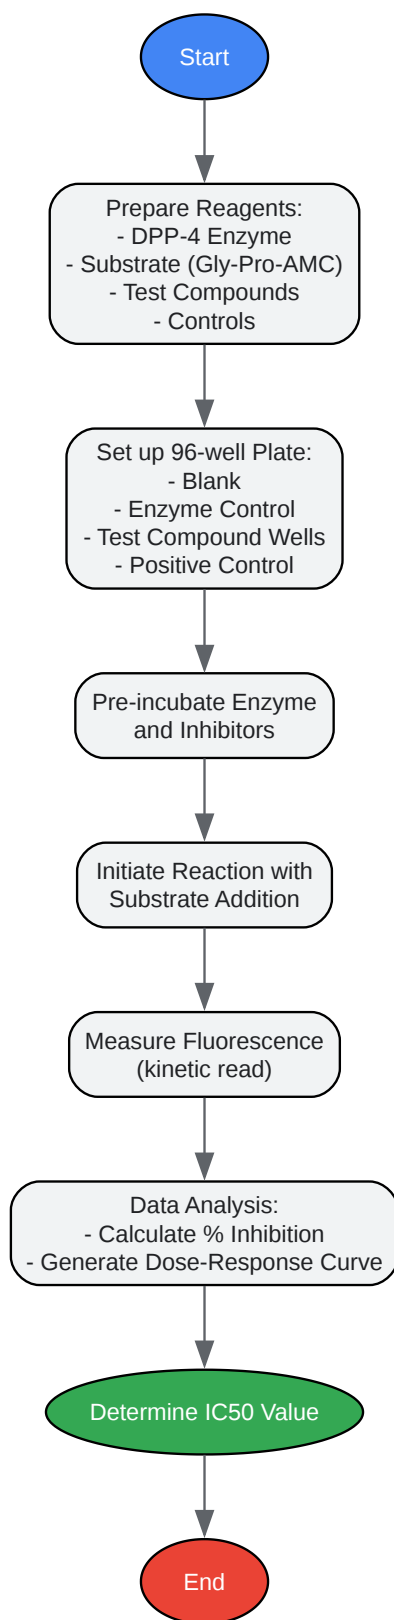 Start
Prepare Reagents:
- DPP-4 Enzyme
- Substrate (Gly-Pro-AMC)
- Test Compounds
- Controls
Set up 96-well Plate:
- Blank
- Enzyme Control
- Test Compound Wells
- Positive Control
Pre-incubate Enzyme
and Inhibitors
Initiate Reaction with
Substrate Addition
Measure Fluorescence
(kinetic read)
Data Analysis:
- Calculate % Inhibition
- Generate Dose-Response Curve
Determine IC50 Value
End